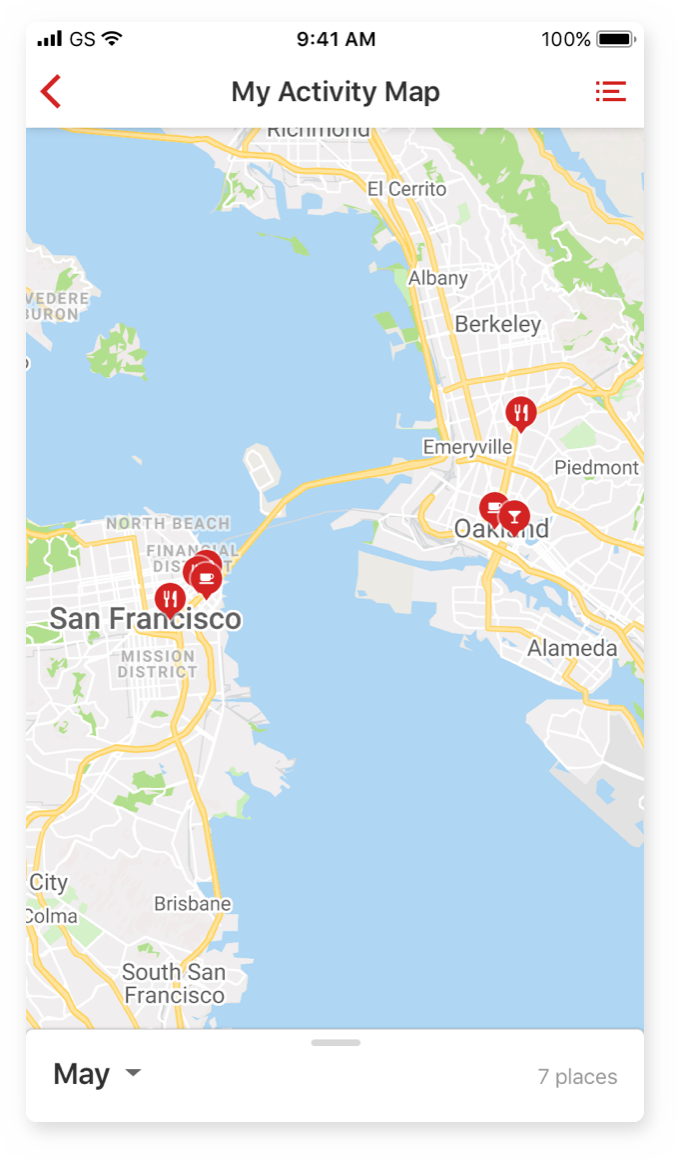 GS 9:41 AM 100%
My Activity Map
Richmond
El Cerrito
Albany
VEDERE
BURON
Berkeley
Emeryville
Piedmont
NORTH BEACH
Oakland
FINANCIAL
DISTRICT
San Francisco
Alameda
MISSION
DISTRICT
City
Brisbane
Colma
South San
Francisco
May
7 places